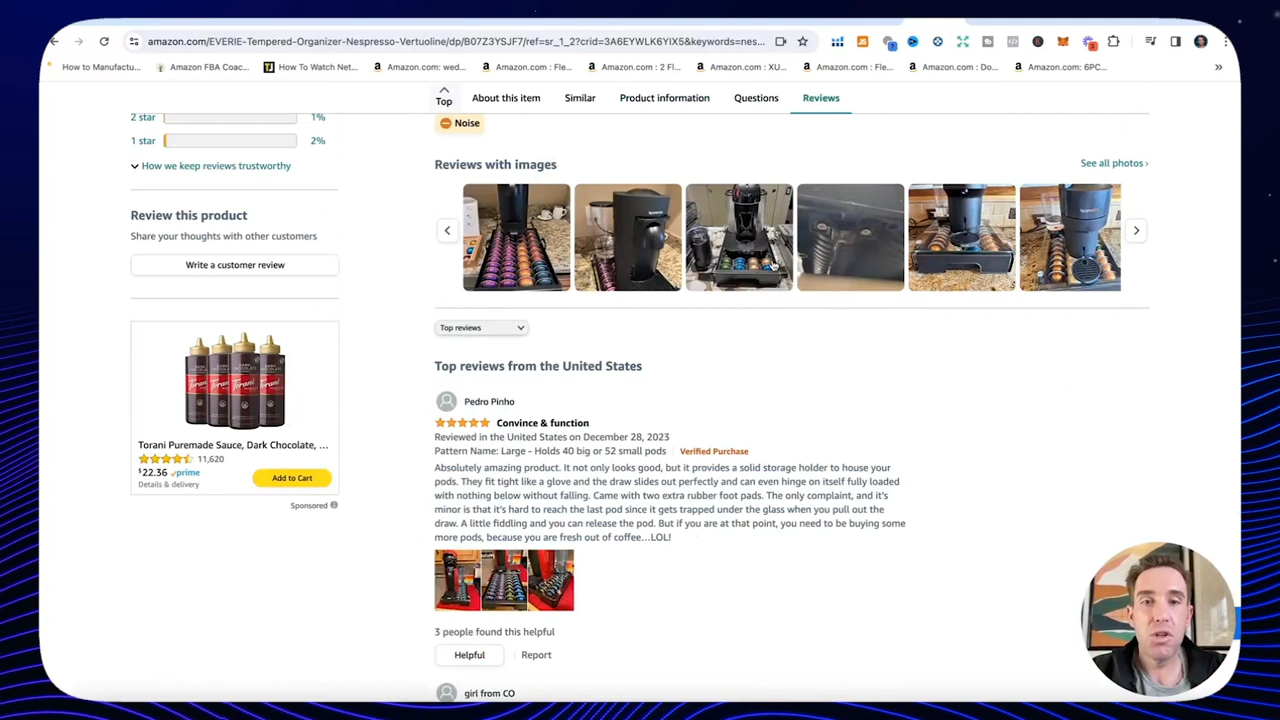 amazon.com/EVERIE-Tempered-Organizer-Nespresso-Vertuoline/dp/B07Z3YSJF7/ref=sr_1_2?crid=3A6EYWLK6YIX5&keywords=nes...
How to Manufactu... Amazon FBA Coac... How To Watch Net... Amazon.com: wed... Amazon.com : Fle... Amazon.com : 2 Fl... Amazon.com : XU... Amazon.com : Fle... Amazon.com : Do... Amazon.com: 6PC...
Top About this item Similar Product information Questions Reviews
2 star 1%
1 star 2%
How we keep reviews trustworthy
Review this product
Share your thoughts with other customers
Write a customer review
Torani
Torani Puremade Sauce, Dark Chocolate, ...
11,620
$22.36 prime
Details & delivery
Add to Cart
Sponsored
Noise
Reviews with images
See all photos
Top reviews
Top reviews from the United States
Pedro Pinho
Convince & function
Reviewed in the United States on December 28, 2023
Pattern Name: Large - Holds 40 big or 52 small pods Verified Purchase
Absolutely amazing product. It not only looks good, but it provides a solid storage holder to house your
pods. They fit tight like a glove and the draw slides out perfectly and can even hinge on itself fully loaded
with nothing below without falling. Came with two extra rubber foot pads. The only complaint, and it's
minor is that it's hard to reach the last pod since it gets trapped under the glass when you pull out the
draw. A little fiddling and you can release the pod. But if you are at that point, you need to be buying some
more pods, because you are fresh out of coffee...LOL!
3 people found this helpful
Helpful Report
girl from CO